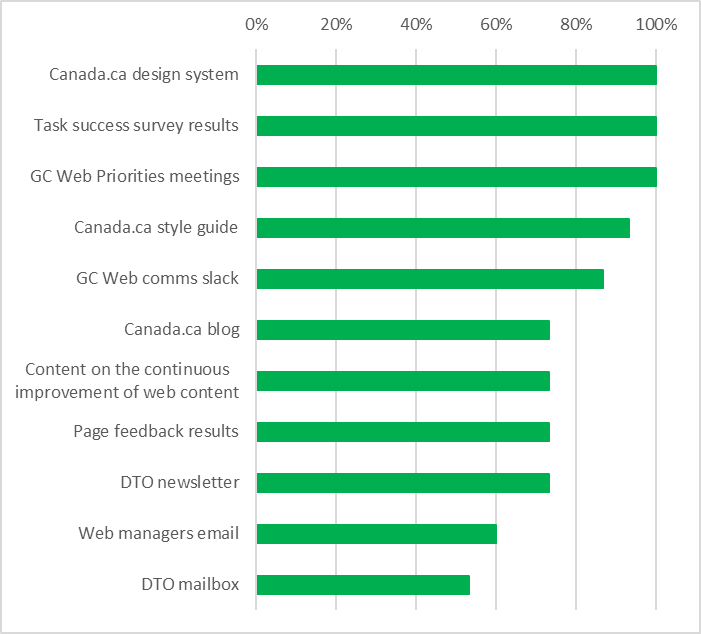 0% 20% 40% 60% 80% 100%
Canada.ca design system
Task success survey results
GC Web Priorities meetings
Canada.ca style guide
GC Web comms slack
Canada.ca blog
Content on the continuous
improvement of web content
Page feedback results
DTO newsletter
Web managers email
DTO mailbox